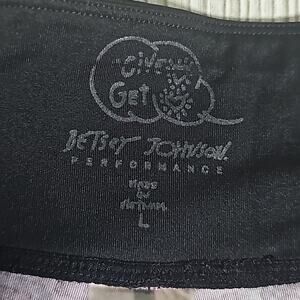 Give
Get
BETSEY JOHNSON.
PERFORMANCE
MADE
IN
VIETNAM
L